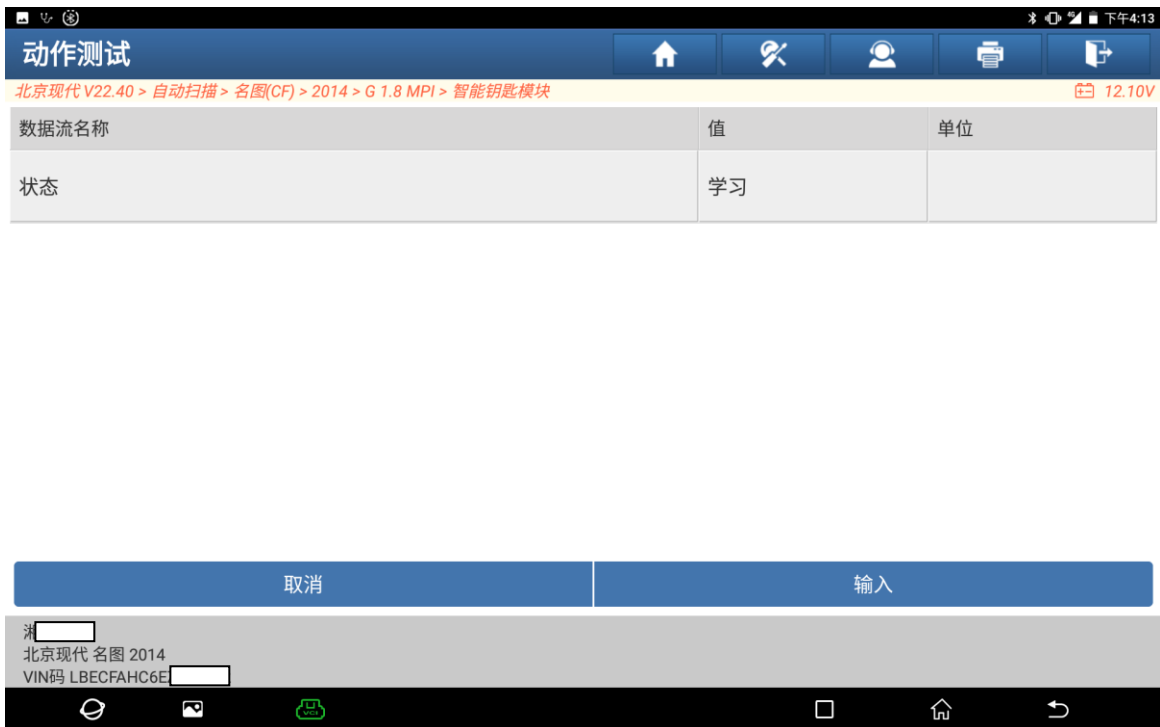 4G 下午4:13
动作测试
北京现代 V22.40 > 自动扫描 > 名图(CF) > 2014 > G 1.8 MPI > 智能钥匙模块 12.10V
数据流名称 值 单位
状态 学习
取消 输入
湘
北京现代 名图 2014
VIN码 LBECFAHC6E
VCI